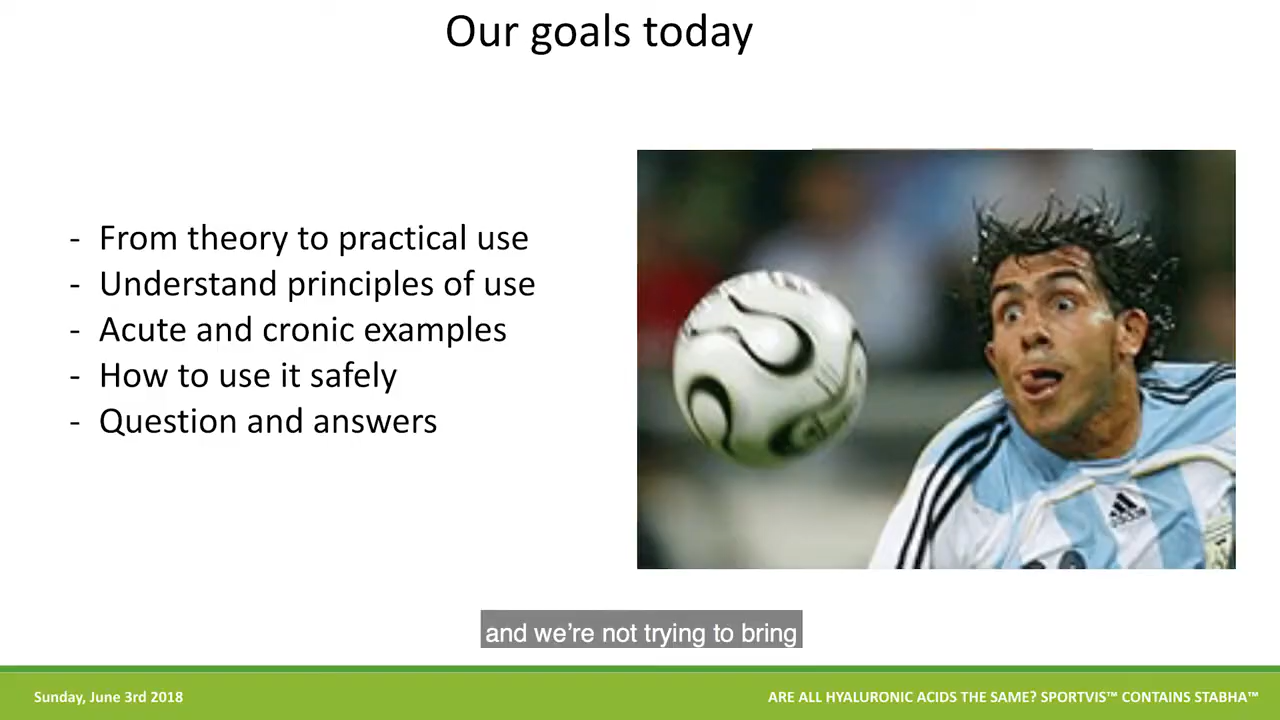 Our goals today
- From theory to practical use
- Understand principles of use
- Acute and cronic examples
- How to use it safely
- Question and answers
adidas
and we're not trying to bring
Sunday, June 3rd 2018
ARE ALL HYALURONIC ACIDS THE SAME? SPORTVIS™ CONTAINS STABHA™